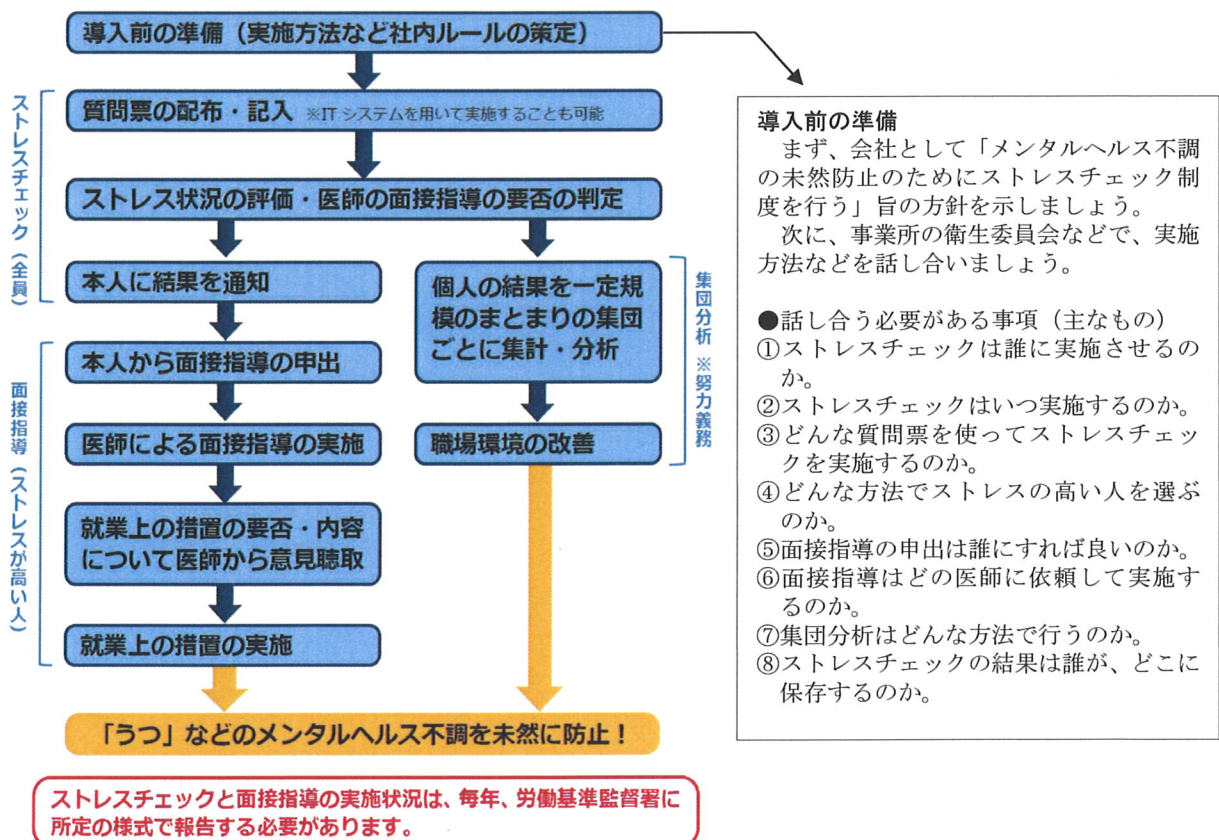 導入前の準備（実施方法など社内ルールの策定）
ストレスチェック（全員）
質問票の配布・記入 ※ITシステムを用いて実施することも可能
ストレス状況の評価・医師の面接指導の要否の判定
本人に結果を通知
面接指導（ストレスが高い人）
本人から面接指導の申出
医師による面接指導の実施
就業上の措置の要否・内容
について医師から意見聴取
就業上の措置の実施
個人の結果を一定規
模のまとまりの集団
ごとに集計・分析
職場環境の改善
集団分析 ※努力義務
「うつ」などのメンタルヘルス不調を未然に防止！
ストレスチェックと面接指導の実施状況は、毎年、労働基準監督署に
所定の様式で報告する必要があります。
導入前の準備
まず、会社として「メンタルヘルス不調
の未然防止のためにストレスチェック制
度を行う」旨の方針を示しましょう。
次に、事業所の衛生委員会などで、実施
方法などを話し合いましょう。
●話し合う必要がある事項（主なもの）
①ストレスチェックは誰に実施させるの
か。
②ストレスチェックはいつ実施するのか。
③どんな質問票を使ってストレスチェッ
クを実施するのか。
④どんな方法でストレスの高い人を選ぶ
のか。
⑤面接指導の申出は誰にすれば良いのか。
⑥面接指導はどの医師に依頼して実施す
るのか。
⑦集団分析はどんな方法で行うのか。
⑧ストレスチェックの結果は誰が、どこに
保存するのか。